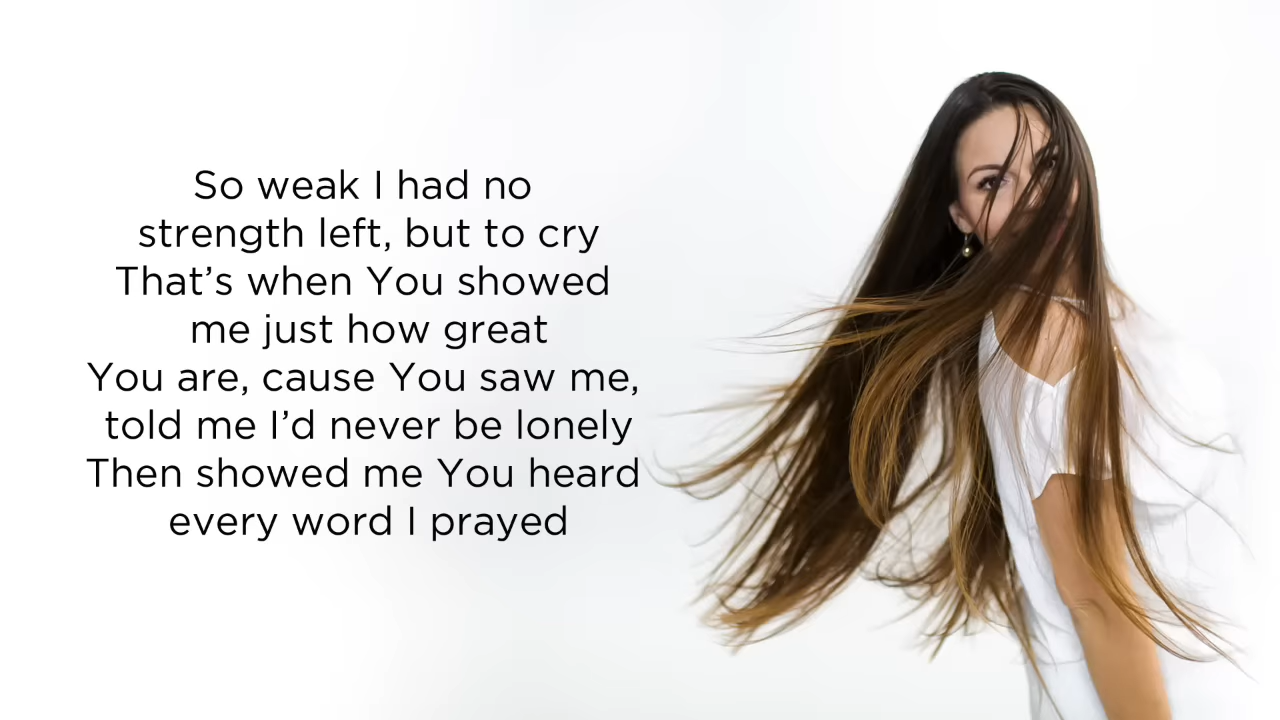 So weak I had no
strength left, but to cry
That’s when You showed
me just how great
You are, cause You saw me,
told me I’d never be lonely
Then showed me You heard
every word I prayed